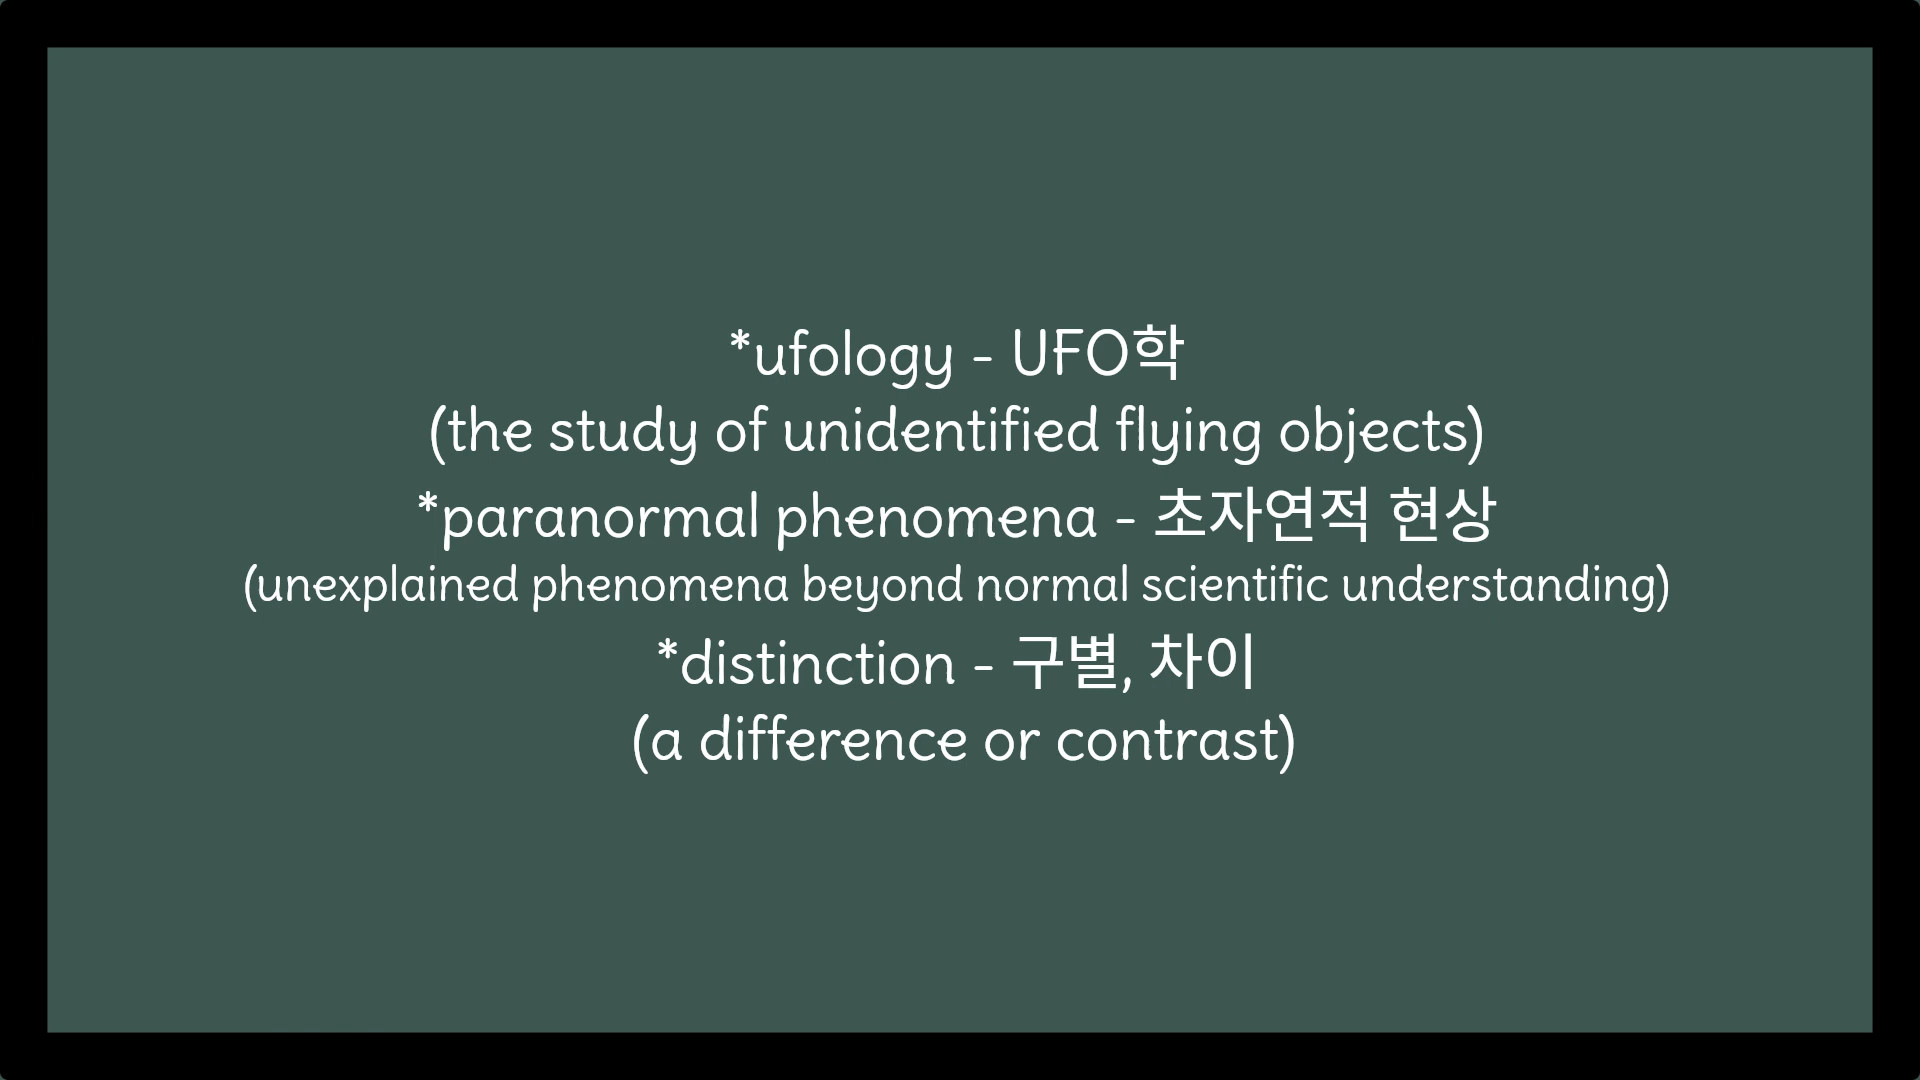 *ufology - UFO학
(the study of unidentified flying objects)
*paranormal phenomena - 초자연적 현상
(unexplained phenomena beyond normal scientific understanding)
*distinction - 구별, 차이
(a difference or contrast)